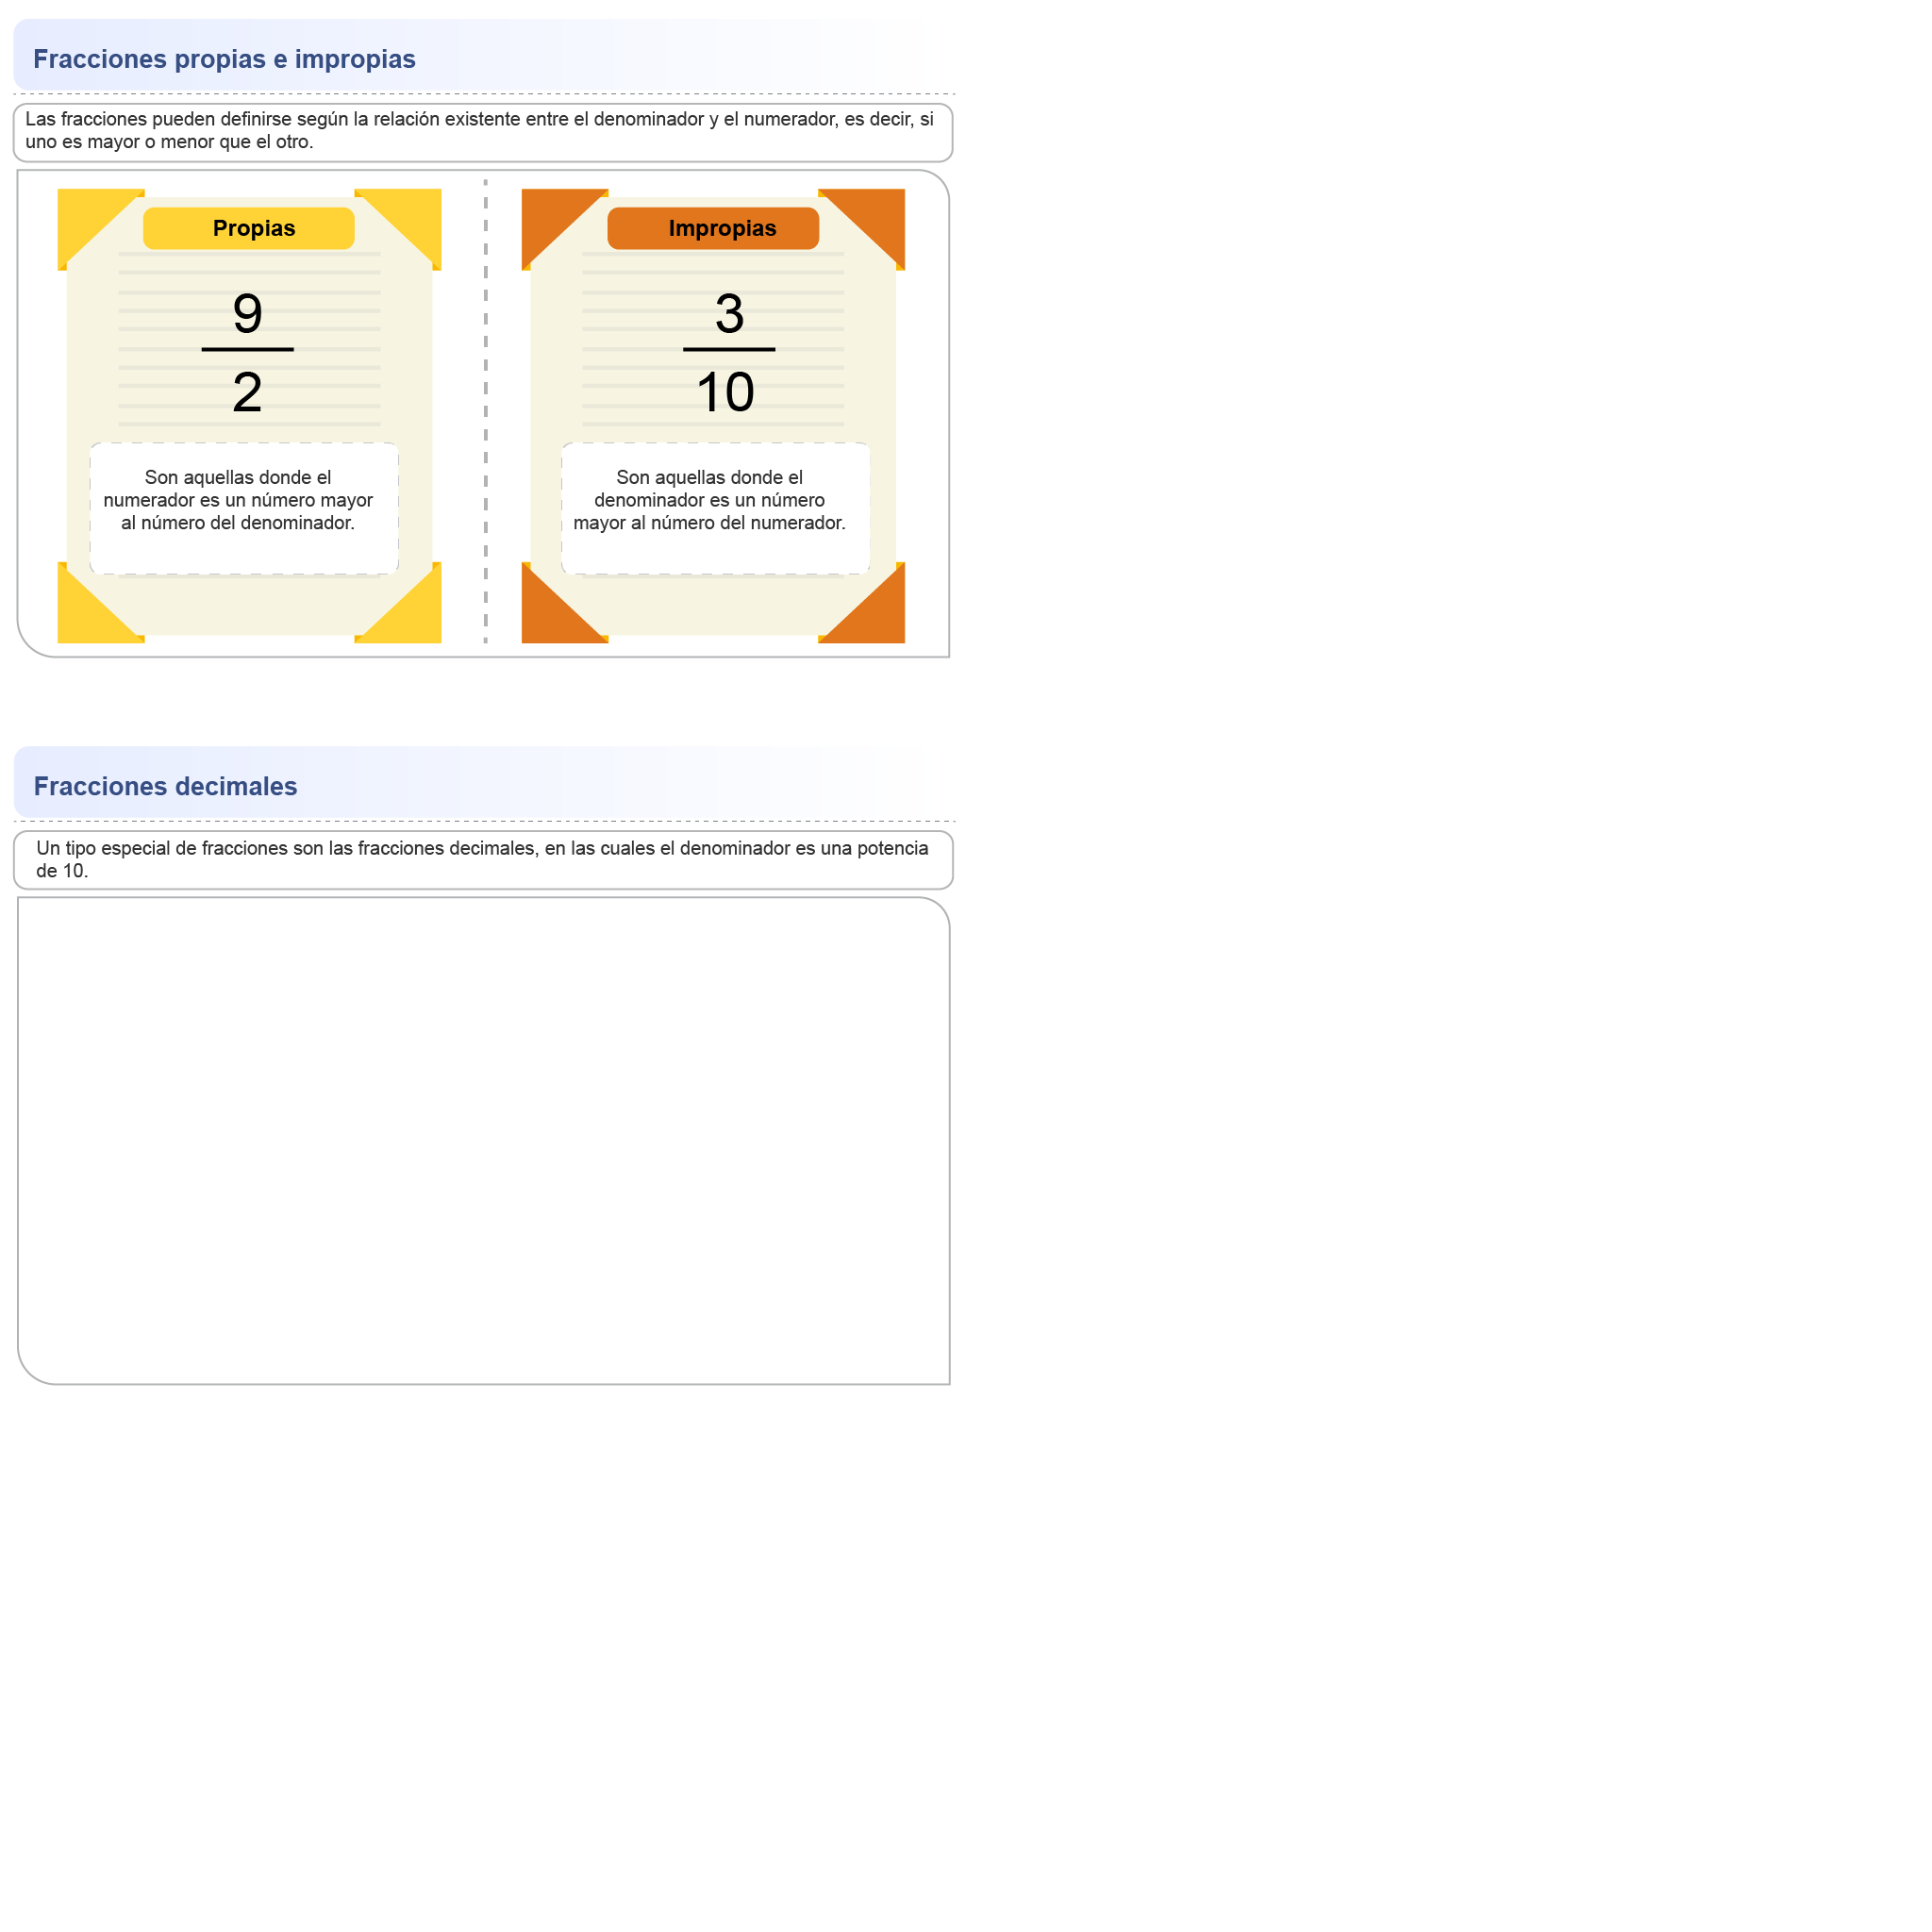 Fracciones propias e impropias
Las fracciones pueden definirse según la relación existente entre el denominador y el numerador, es decir, si
uno es mayor o menor que el otro.
Propias
9
2
Son aquellas donde el
numerador es un número mayor
al número del denominador.
Impropias
3
10
Son aquellas donde el
denominador es un número
mayor al número del numerador.
Fracciones decimales
Un tipo especial de fracciones son las fracciones decimales, en las cuales el denominador es una potencia
de 10.